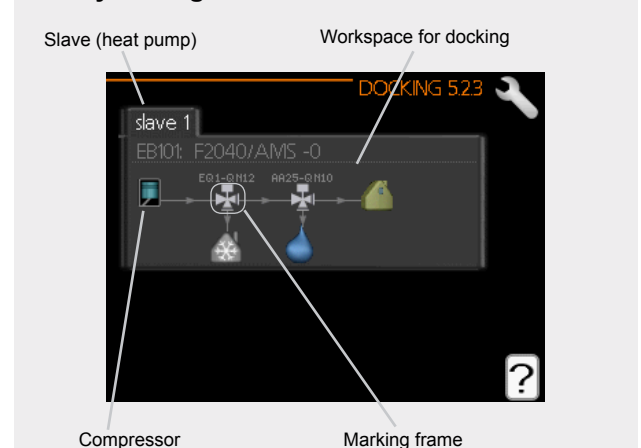 Slave (heat pump)
Workspace for docking
DOCKING 5.2.3
slave 1
EB101: F2040/AMS -0
EQ1-QN12 AA25-QN10
?
Compressor
Marking frame